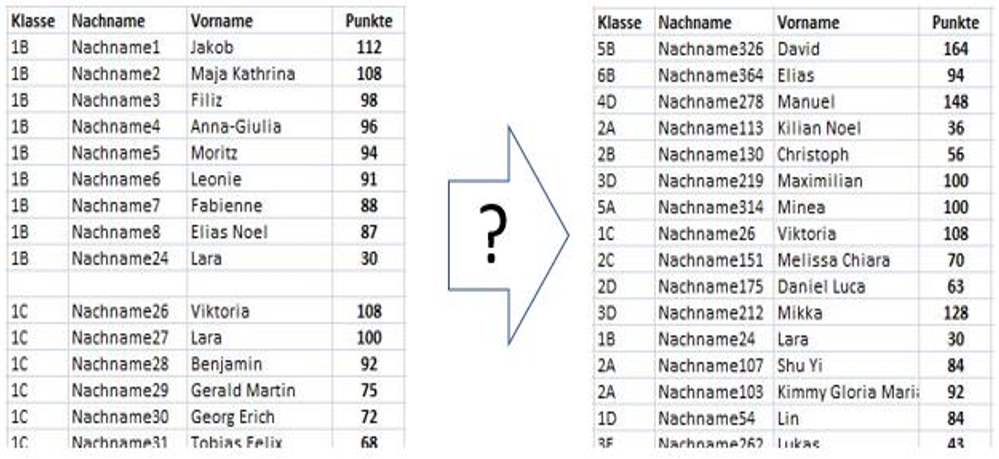 Klasse Nachname Vorname Punkte
1B Nachname1 Jakob 112
1B Nachname2 Maja Kathrina 108
1B Nachname3 Filiz 98
1B Nachname4 Anna-Giulia 96
1B Nachname5 Moritz 94
1B Nachname6 Leonie 91
1B Nachname7 Fabienne 88
1B Nachname8 Elias Noel 87
1B Nachname24 Lara 30
1C Nachname26 Viktoria 108
1C Nachname27 Lara 100
1C Nachname28 Benjamin 92
1C Nachname29 Gerald Martin 75
1C Nachname30 Georg Erich 72
1C Nachname31 Tobias Felix 68
?
Klasse Nachname Vorname Punkte
5B Nachname326 David 164
6B Nachname364 Elias 94
4D Nachname278 Manuel 148
2A Nachname113 Kilian Noel 36
2B Nachname130 Christoph 56
3D Nachname219 Maximilian 100
5A Nachname314 Minea 100
1C Nachname26 Viktoria 108
2C Nachname151 Melissa Chiara 70
2D Nachname175 Daniel Luca 63
3D Nachname212 Mikka 128
1B Nachname24 Lara 30
2A Nachname107 Shu Yi 84
2A Nachname103 Kimmy Gloria Maria 92
1D Nachname54 Lin 84
3E Nachname262 Lukas 43